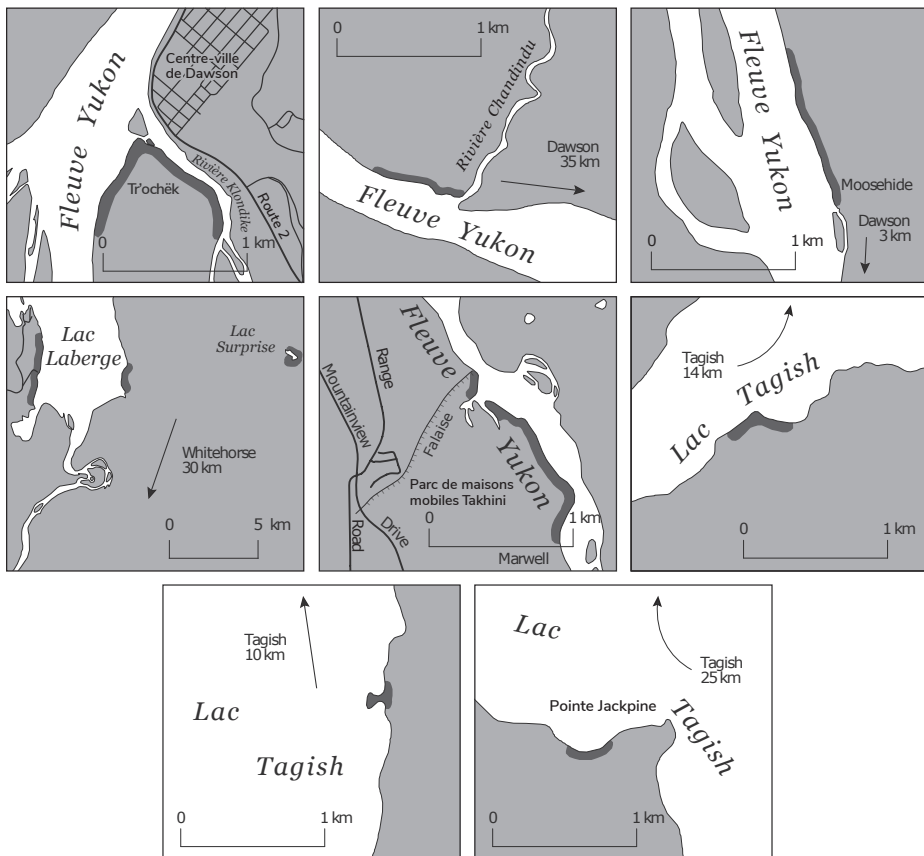 Centre-ville
de Dawson
Fleuve Yukon
Rivière Klondike
Tr'ochëk
Route 2
0 1 km
0 1 km
Rivière Chandindu
Dawson
35 km
Fleuve Yukon
Fleuve Yukon
Moosehide
Dawson
3 km
0 1 km
Lac
Laberge
Lac
Surprise
Whitehorse
30 km
0 5 km
Fleuve
Yukon
Range
Mountainview
Falaise
Parc de maisons
mobiles Takhini
0 1 km
Road
Drive
Marwell
Tagish
14 km
Lac Tagish
0 1 km
Tagish
10 km
Lac
Tagish
0 1 km
Lac
Tagish
25 km
Pointe Jackpine
Tagish
0 1 km